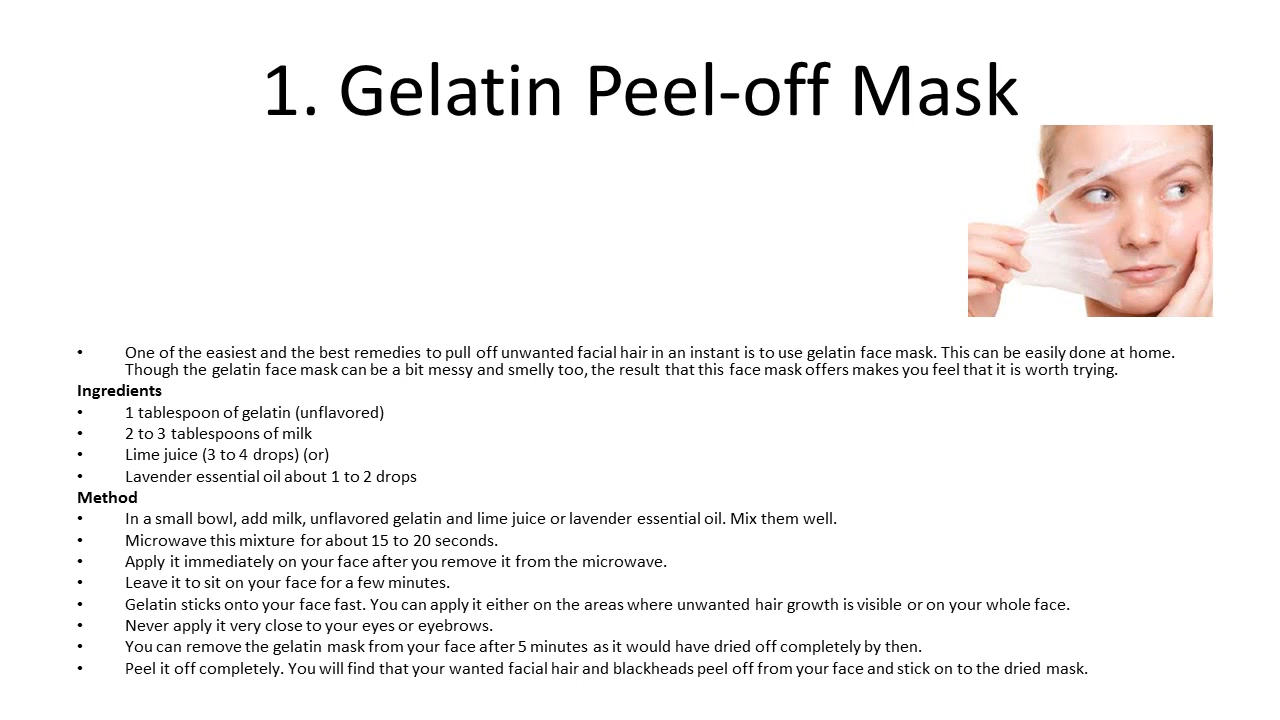 1. Gelatin Peel-off Mask
• One of the easiest and the best remedies to pull off unwanted facial hair in an instant is to use gelatin face mask. This can be easily done at home.
Though the gelatin face mask can be a bit messy and smelly too, the result that this face mask offers makes you feel that it is worth trying.
Ingredients
• 1 tablespoon of gelatin (unflavored)
• 2 to 3 tablespoons of milk
• Lime juice (3 to 4 drops) (or)
• Lavender essential oil about 1 to 2 drops
Method
• In a small bowl, add milk, unflavored gelatin and lime juice or lavender essential oil. Mix them well.
• Microwave this mixture for about 15 to 20 seconds.
• Apply it immediately on your face after you remove it from the microwave.
• Leave it to sit on your face for a few minutes.
• Gelatin sticks onto your face fast. You can apply it either on the areas where unwanted hair growth is visible or on your whole face.
• Never apply it very close to your eyes or eyebrows.
• You can remove the gelatin mask from your face after 5 minutes as it would have dried off completely by then.
• Peel it off completely. You will find that your wanted facial hair and blackheads peel off from your face and stick on to the dried mask.